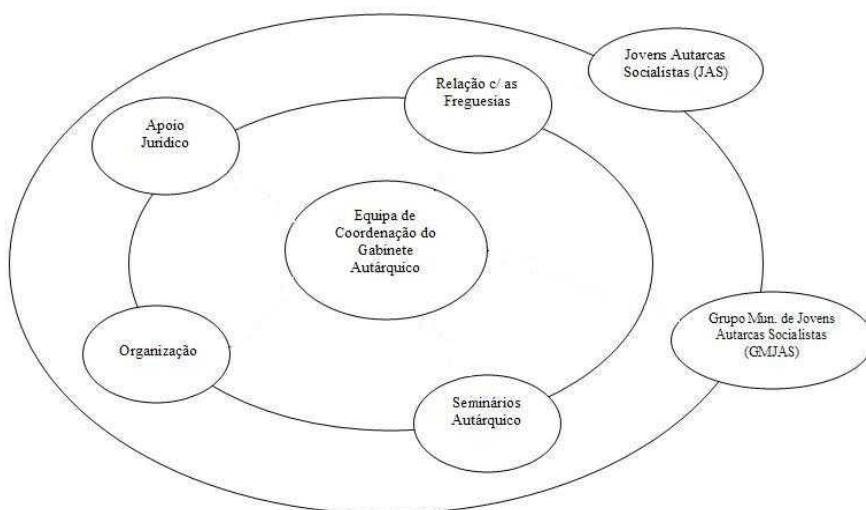 Jovens Autarcas
Socialistas (JAS)
Relação c/ as
Freguesias
Apoio
Jurídico
Equipa de
Coordenação do
Gabinete
Autárquico
Grupo Mun. de Jovens
Autarcas Socialistas
(GMJAS)
Organização
Seminários
Autárquico